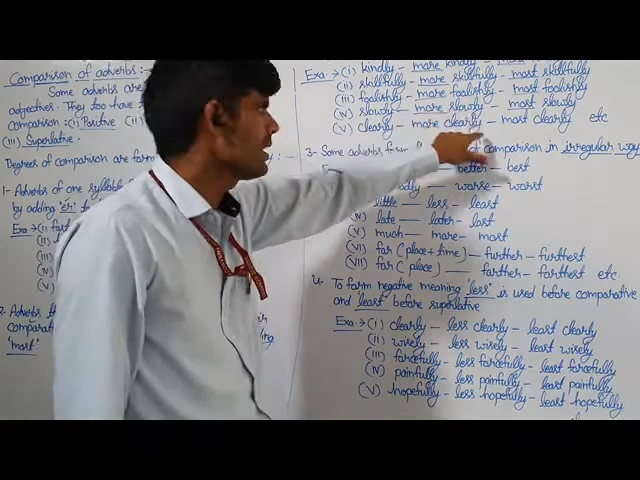 Comparison of adverbs :-
Some adverbs are
adjectives. They too have
comparison: (i) Positive (ii)
(iii) Superlative.
Degrees of comparison are form
1- Adverbs of one syllable
by adding 'er'
Exa → (i) fast
(ii)
(iii)
(iv)
(v)
2- Adverbs
comparat
'most'
Exa → (i) kindly - more kindly - most
(ii) skillfully - more skillfully - most skillfully
(iii) foolishly - more foolishly - most foolishly
(iv) slowly - more slowly - most slowly
(v) clearly - more clearly - most clearly etc
3- Some adverbs form comparison in irregular way
better - best
badly - worse - worst
little - less - least
(iv) late - later - last
(v) much - more - most
(vi) far (place + time) - further - furthest
(vii) far (place) - farther - farthest etc.
4- To form negative meaning 'less' is used before comparative
and 'least' before superlative
Exa → (i) clearly - less clearly - least clearly
(ii) wisely - less wisely - least wisely
(iii) forcefully - less forcefully - least forcefully
(iv) painfully - less painfully - least painfully
(v) hopefully - less hopefully - least hopefully